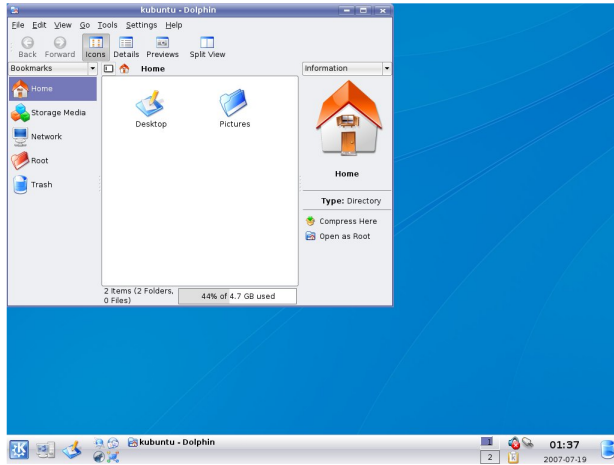 kubuntu - Dolphin
File Edit View Go Tools Settings Help
Back Forward Icons Details Previews Split View
Bookmarks
Home
Information
Home
Storage Media
Network
Root
Trash
Desktop
Pictures
Home
Type: Directory
Compress Here
Open as Root
2 Items (2 Folders,
0 Files)
44% of 4.7 GB used
kubuntu - Dolphin
1
2
01:37
2007-07-19